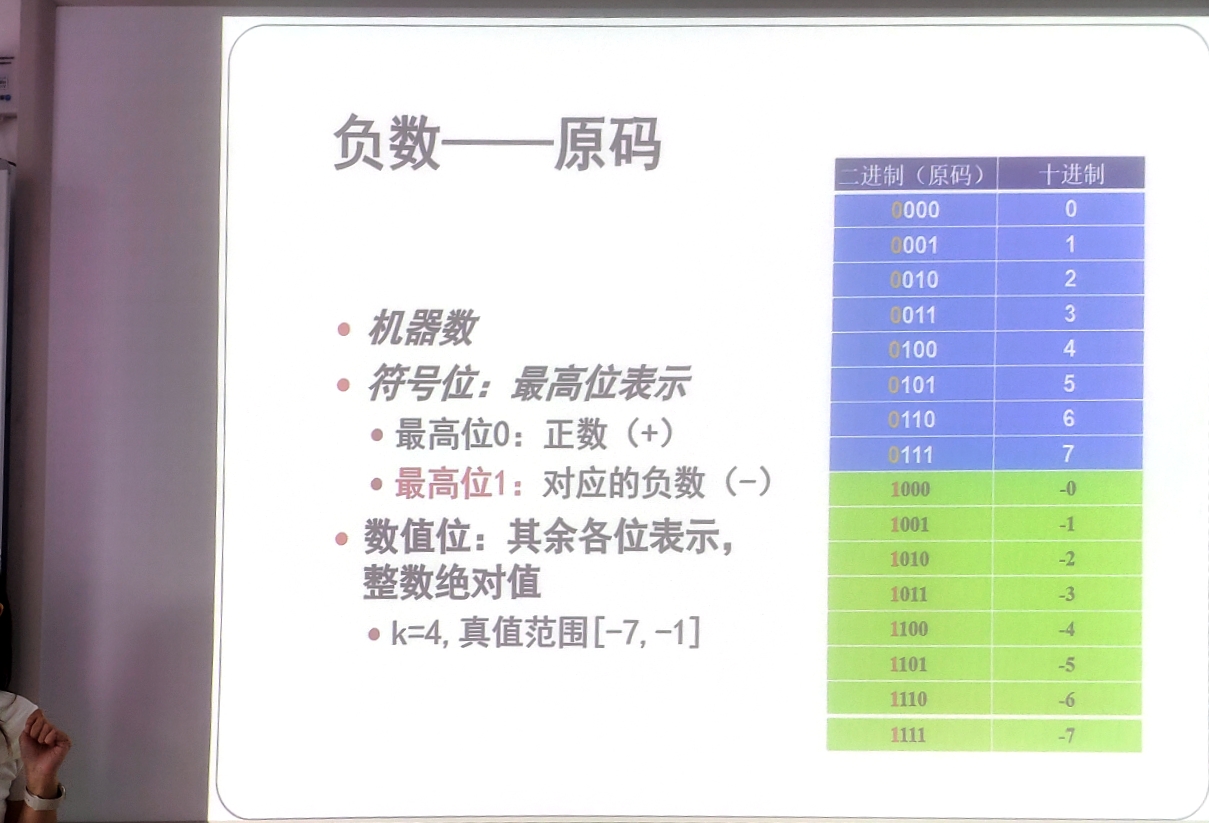 负数——原码
机器数
符号位：最高位表示
最高位0：正数（+）
最高位1：对应的负数（-）
数值位：其余各位表示，
整数绝对值
k=4,真值范围[-7,-1]
二进制（原码） 十进制
0000 0
0001 1
0010 2
0011 3
0100 4
0101 5
0110 6
0111 7
1000 -0
1001 -1
1010 -2
1011 -3
1100 -4
1101 -5
1110 -6
1111 -7